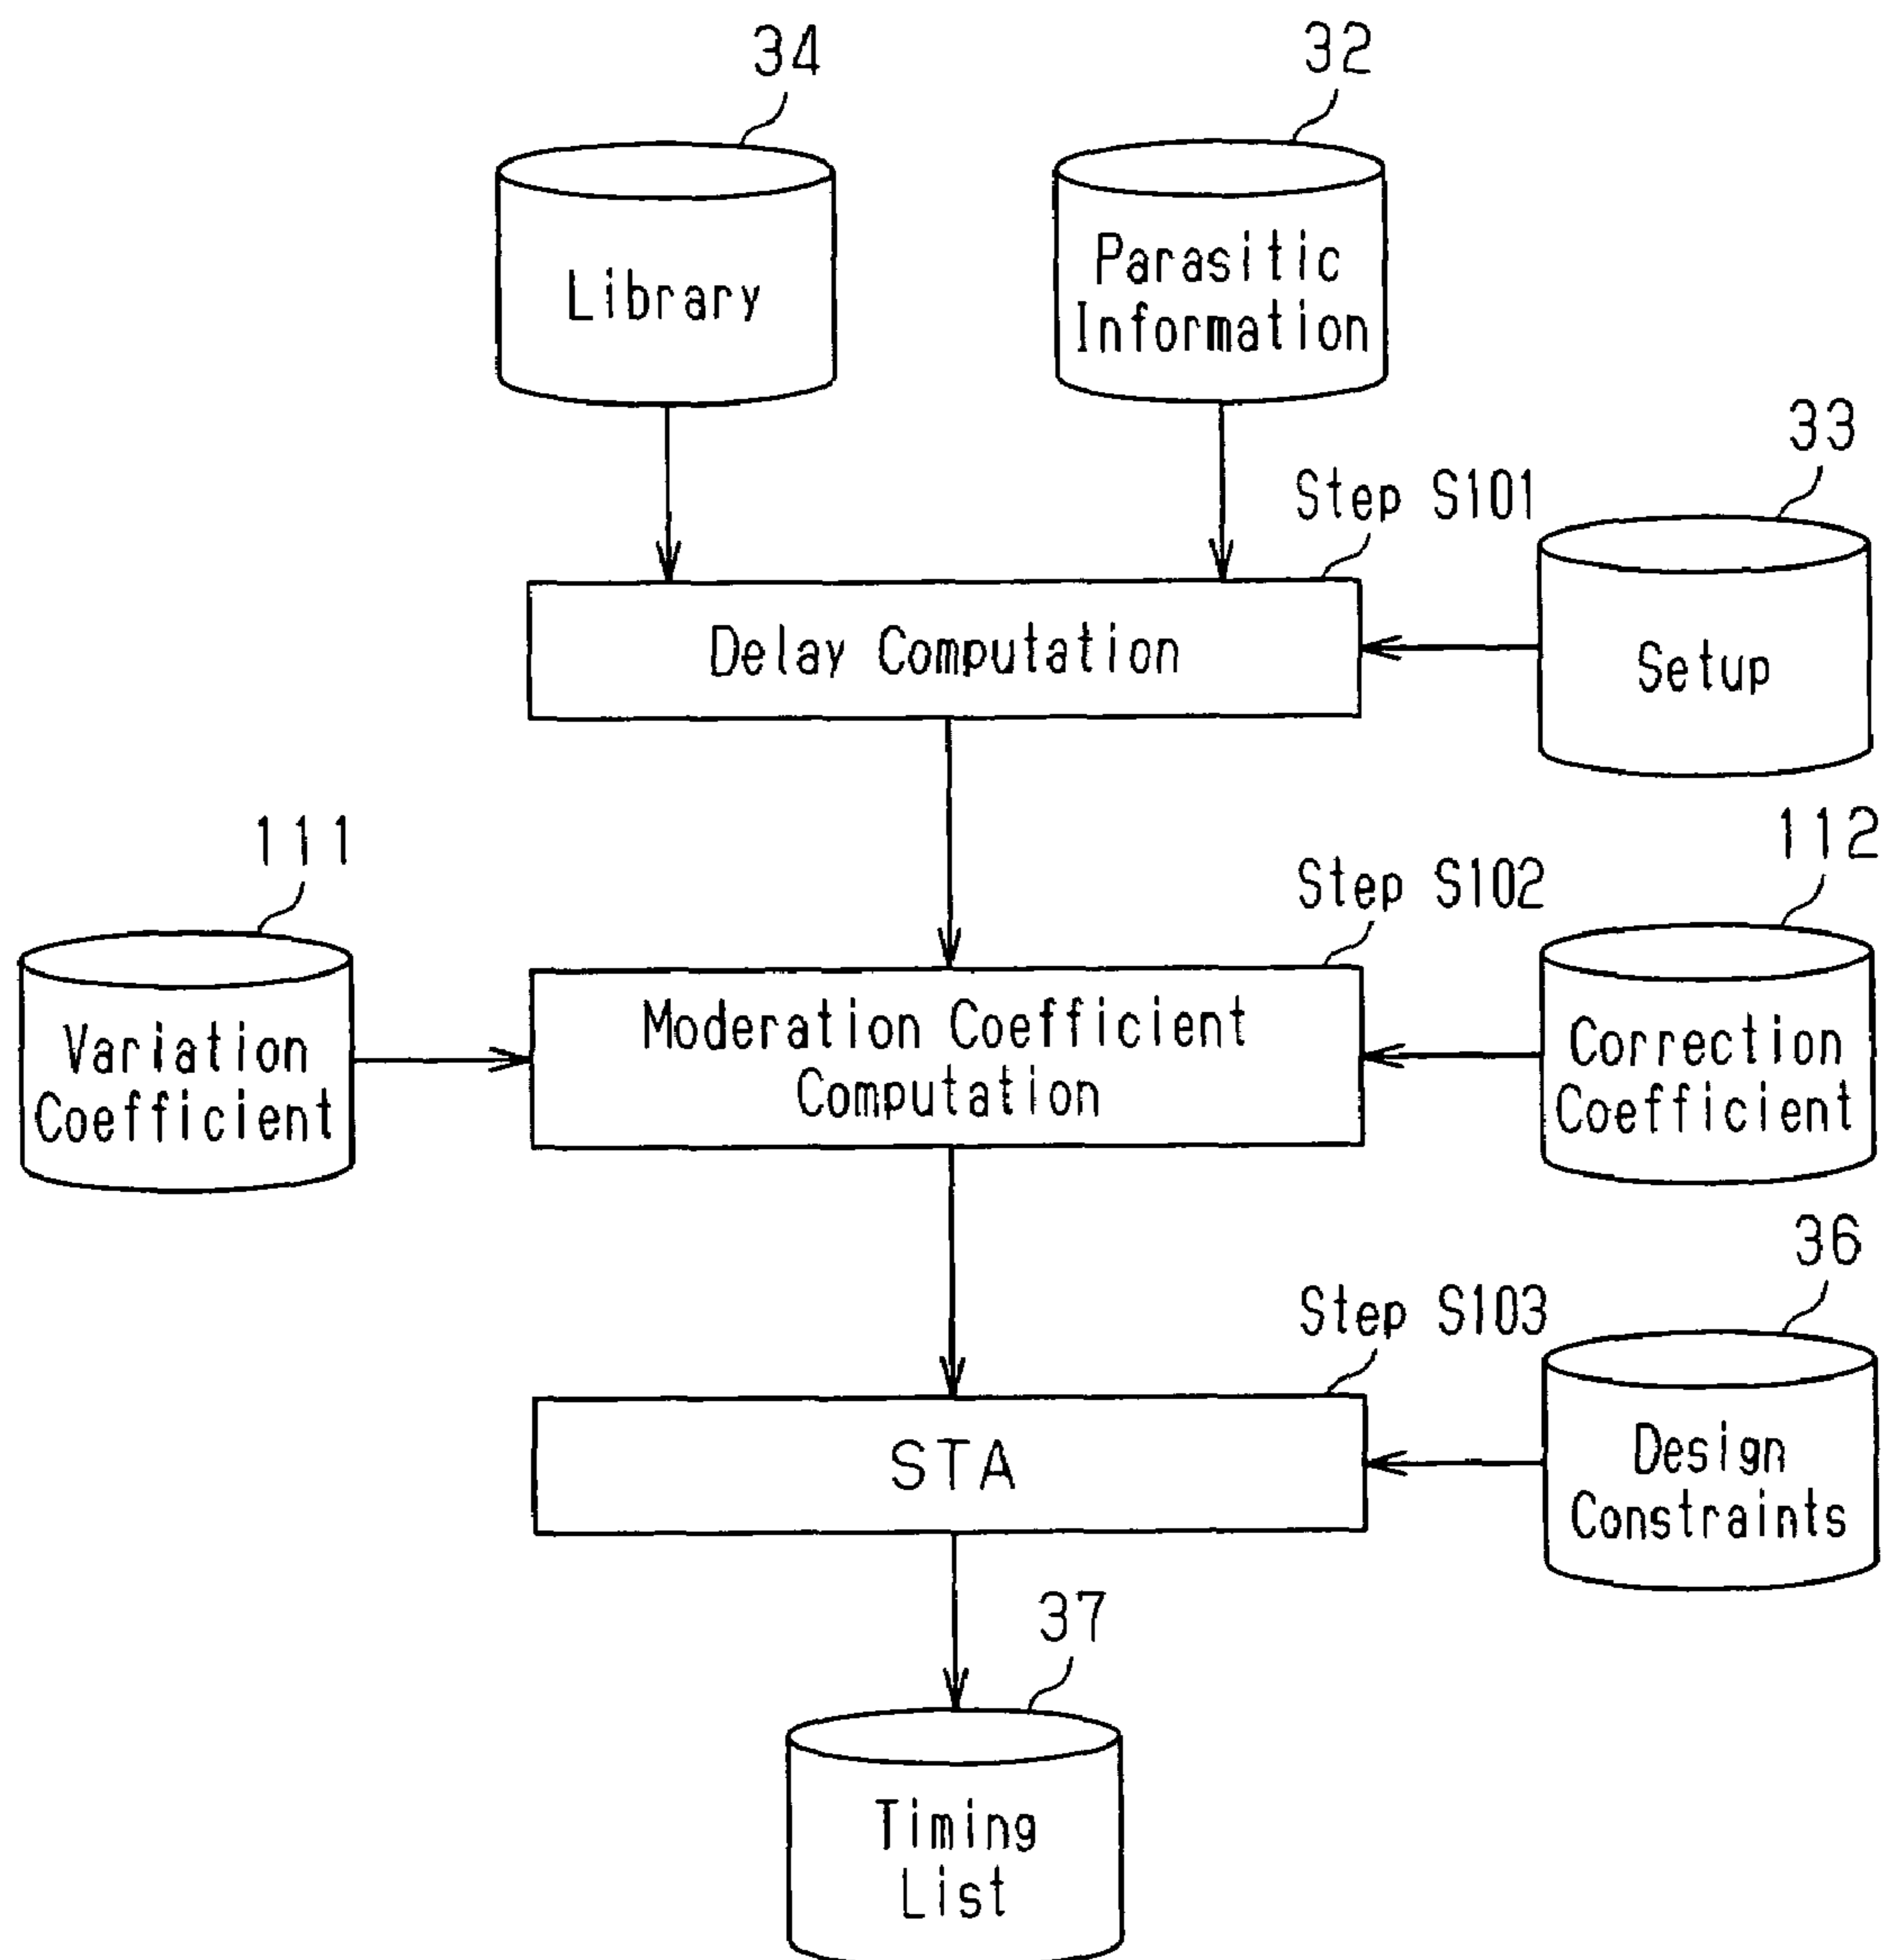 34
32
Library
Parasitic
Information
33
Step S101
Delay Computation
Setup
111
112
Step S102
Variation
Coefficient
Moderation Coefficient
Computation
Correction
Coefficient
36
Step S103
STA
Design
Constraints
37
Timing
List